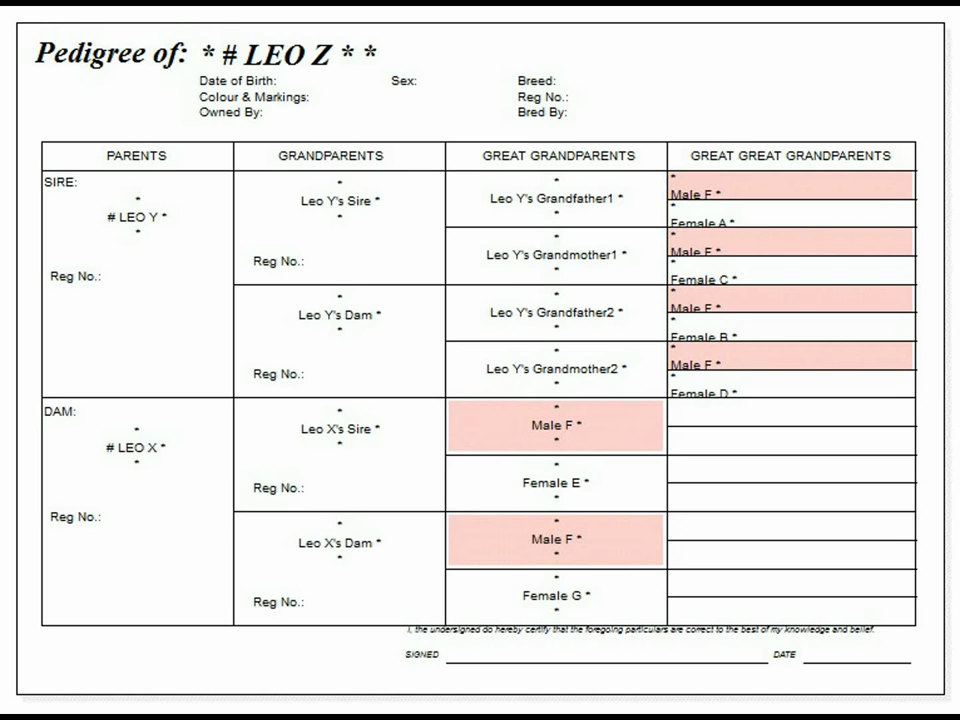 Pedigree of: * # LEO Z * *
Date of Birth: Sex: Breed:
Colour & Markings: Reg No.:
Owned By: Bred By:
PARENTS GRANDPARENTS GREAT GRANDPARENTS GREAT GREAT GRANDPARENTS
SIRE:
*
# LEO Y *
*
Reg No.:
*
Leo Y's Sire *
*
Reg No.:
*
Leo Y's Dam *
*
Reg No.:
*
Leo Y's Grandfather1 *
*
*
Leo Y's Grandmother1 *
*
*
Leo Y's Grandfather2 *
*
*
Leo Y's Grandmother2 *
*
*
Male F *
*
Female A *
*
Male F *
*
Female C *
*
Male F *
*
Female B *
*
Male F *
*
Female D *
DAM:
*
# LEO X *
*
Reg No.:
*
Leo X's Sire *
*
Reg No.:
*
Leo X's Dam *
*
Reg No.:
*
Male F *
*
*
Female E *
*
*
Male F *
*
*
Female G *
*
I, the undersigned do hereby certify that the foregoing particulars are correct to the best of my knowledge and belief.
SIGNED DATE